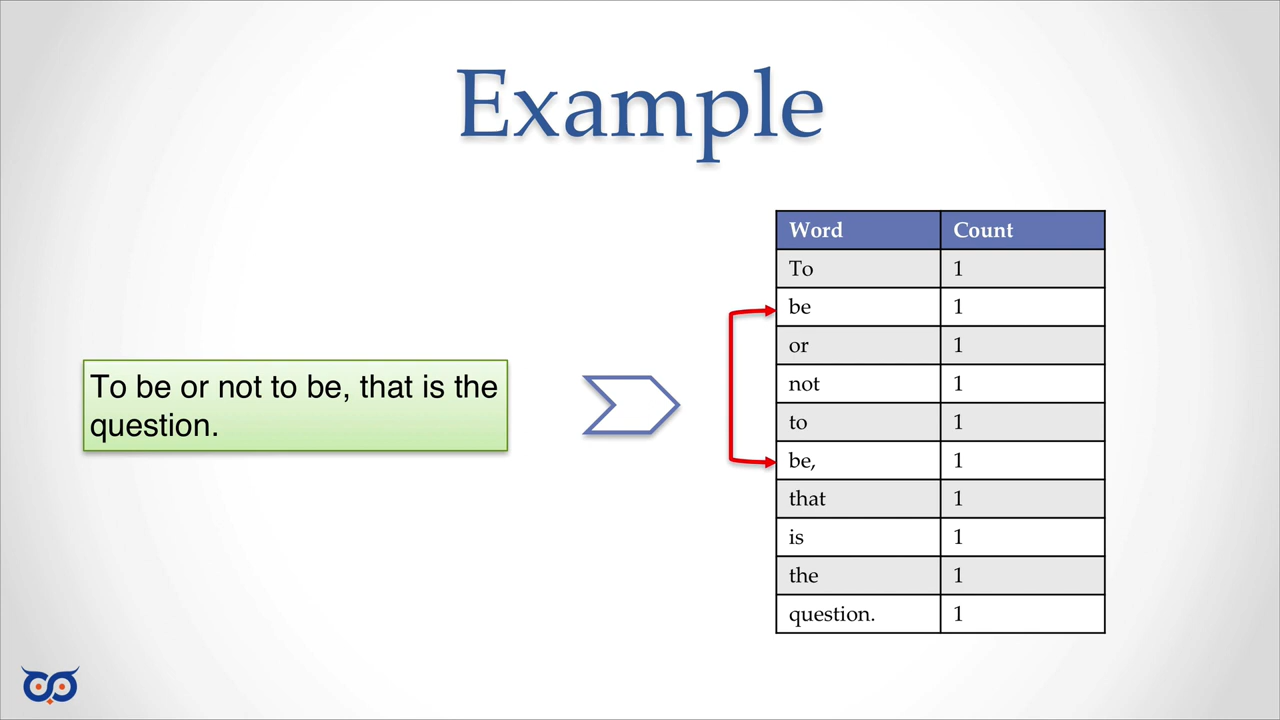 Example
To be or not to be, that is the
question.
Word Count
To 1
be 1
or 1
not 1
to 1
be, 1
that 1
is 1
the 1
question. 1